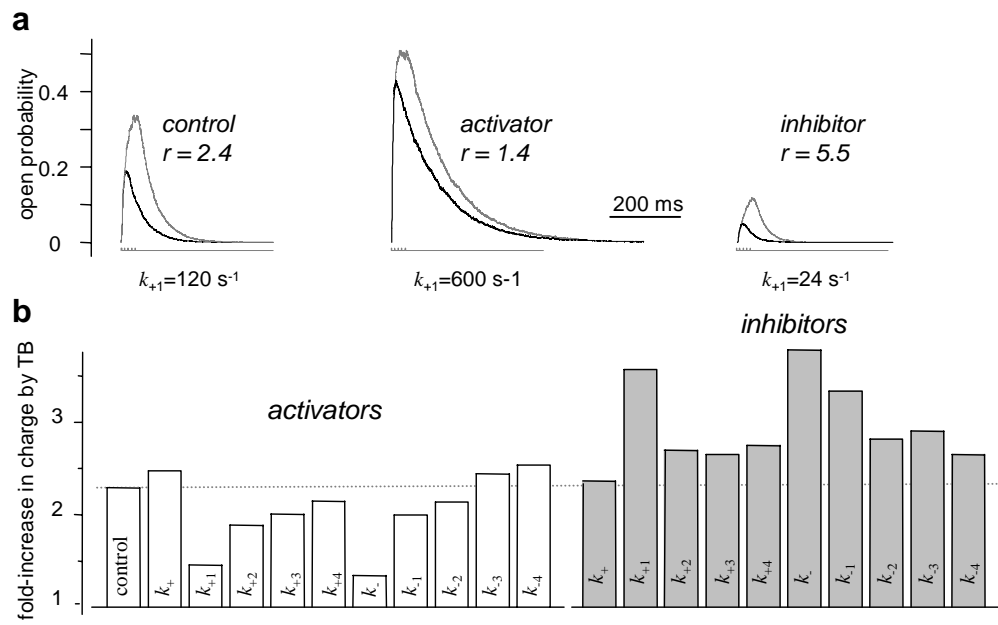 a
open probability
0.4
0.2
0
control
r = 2.4
activator
r = 1.4
inhibitor
r = 5.5
200 ms
k+1=120 s-1
k+1=600 s-1
k+1=24 s-1
b
fold-increase in charge by TB
3
2
1
activators
inhibitors
control
k+
k+1
k+2
k+3
k+4
k-
k-1
k-2
k-3
k-4
k+
k+1
k+2
k+3
k+4
k-
k-1
k-2
k-3
k-4